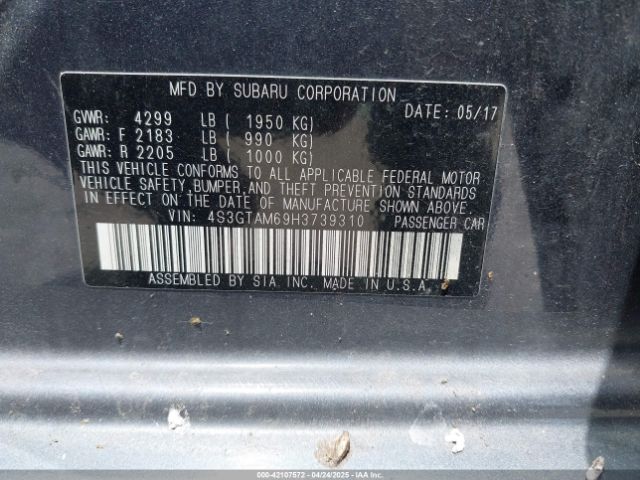 MFD BY SUBARU CORPORATION
DATE: 05/17
GVWR: 4299 LB ( 1950 KG)
GAWR: F 2183 LB ( 990 KG)
GAWR: R 2205 LB ( 1000 KG)
THIS VEHICLE CONFORMS TO ALL APPLICABLE FEDERAL MOTOR
VEHICLE SAFETY,BUMPER,AND THEFT PREVENTION STANDARDS
IN EFFECT ON THE DATE OF MANUFACTURE SHOWN ABOVE.
VIN: 4S3GTAM69H3739310 PASSENGER CAR
ASSEMBLED BY SIA INC. MADE IN U.S.A.
000-42107572 - 04/24/2025 - IAA Inc.